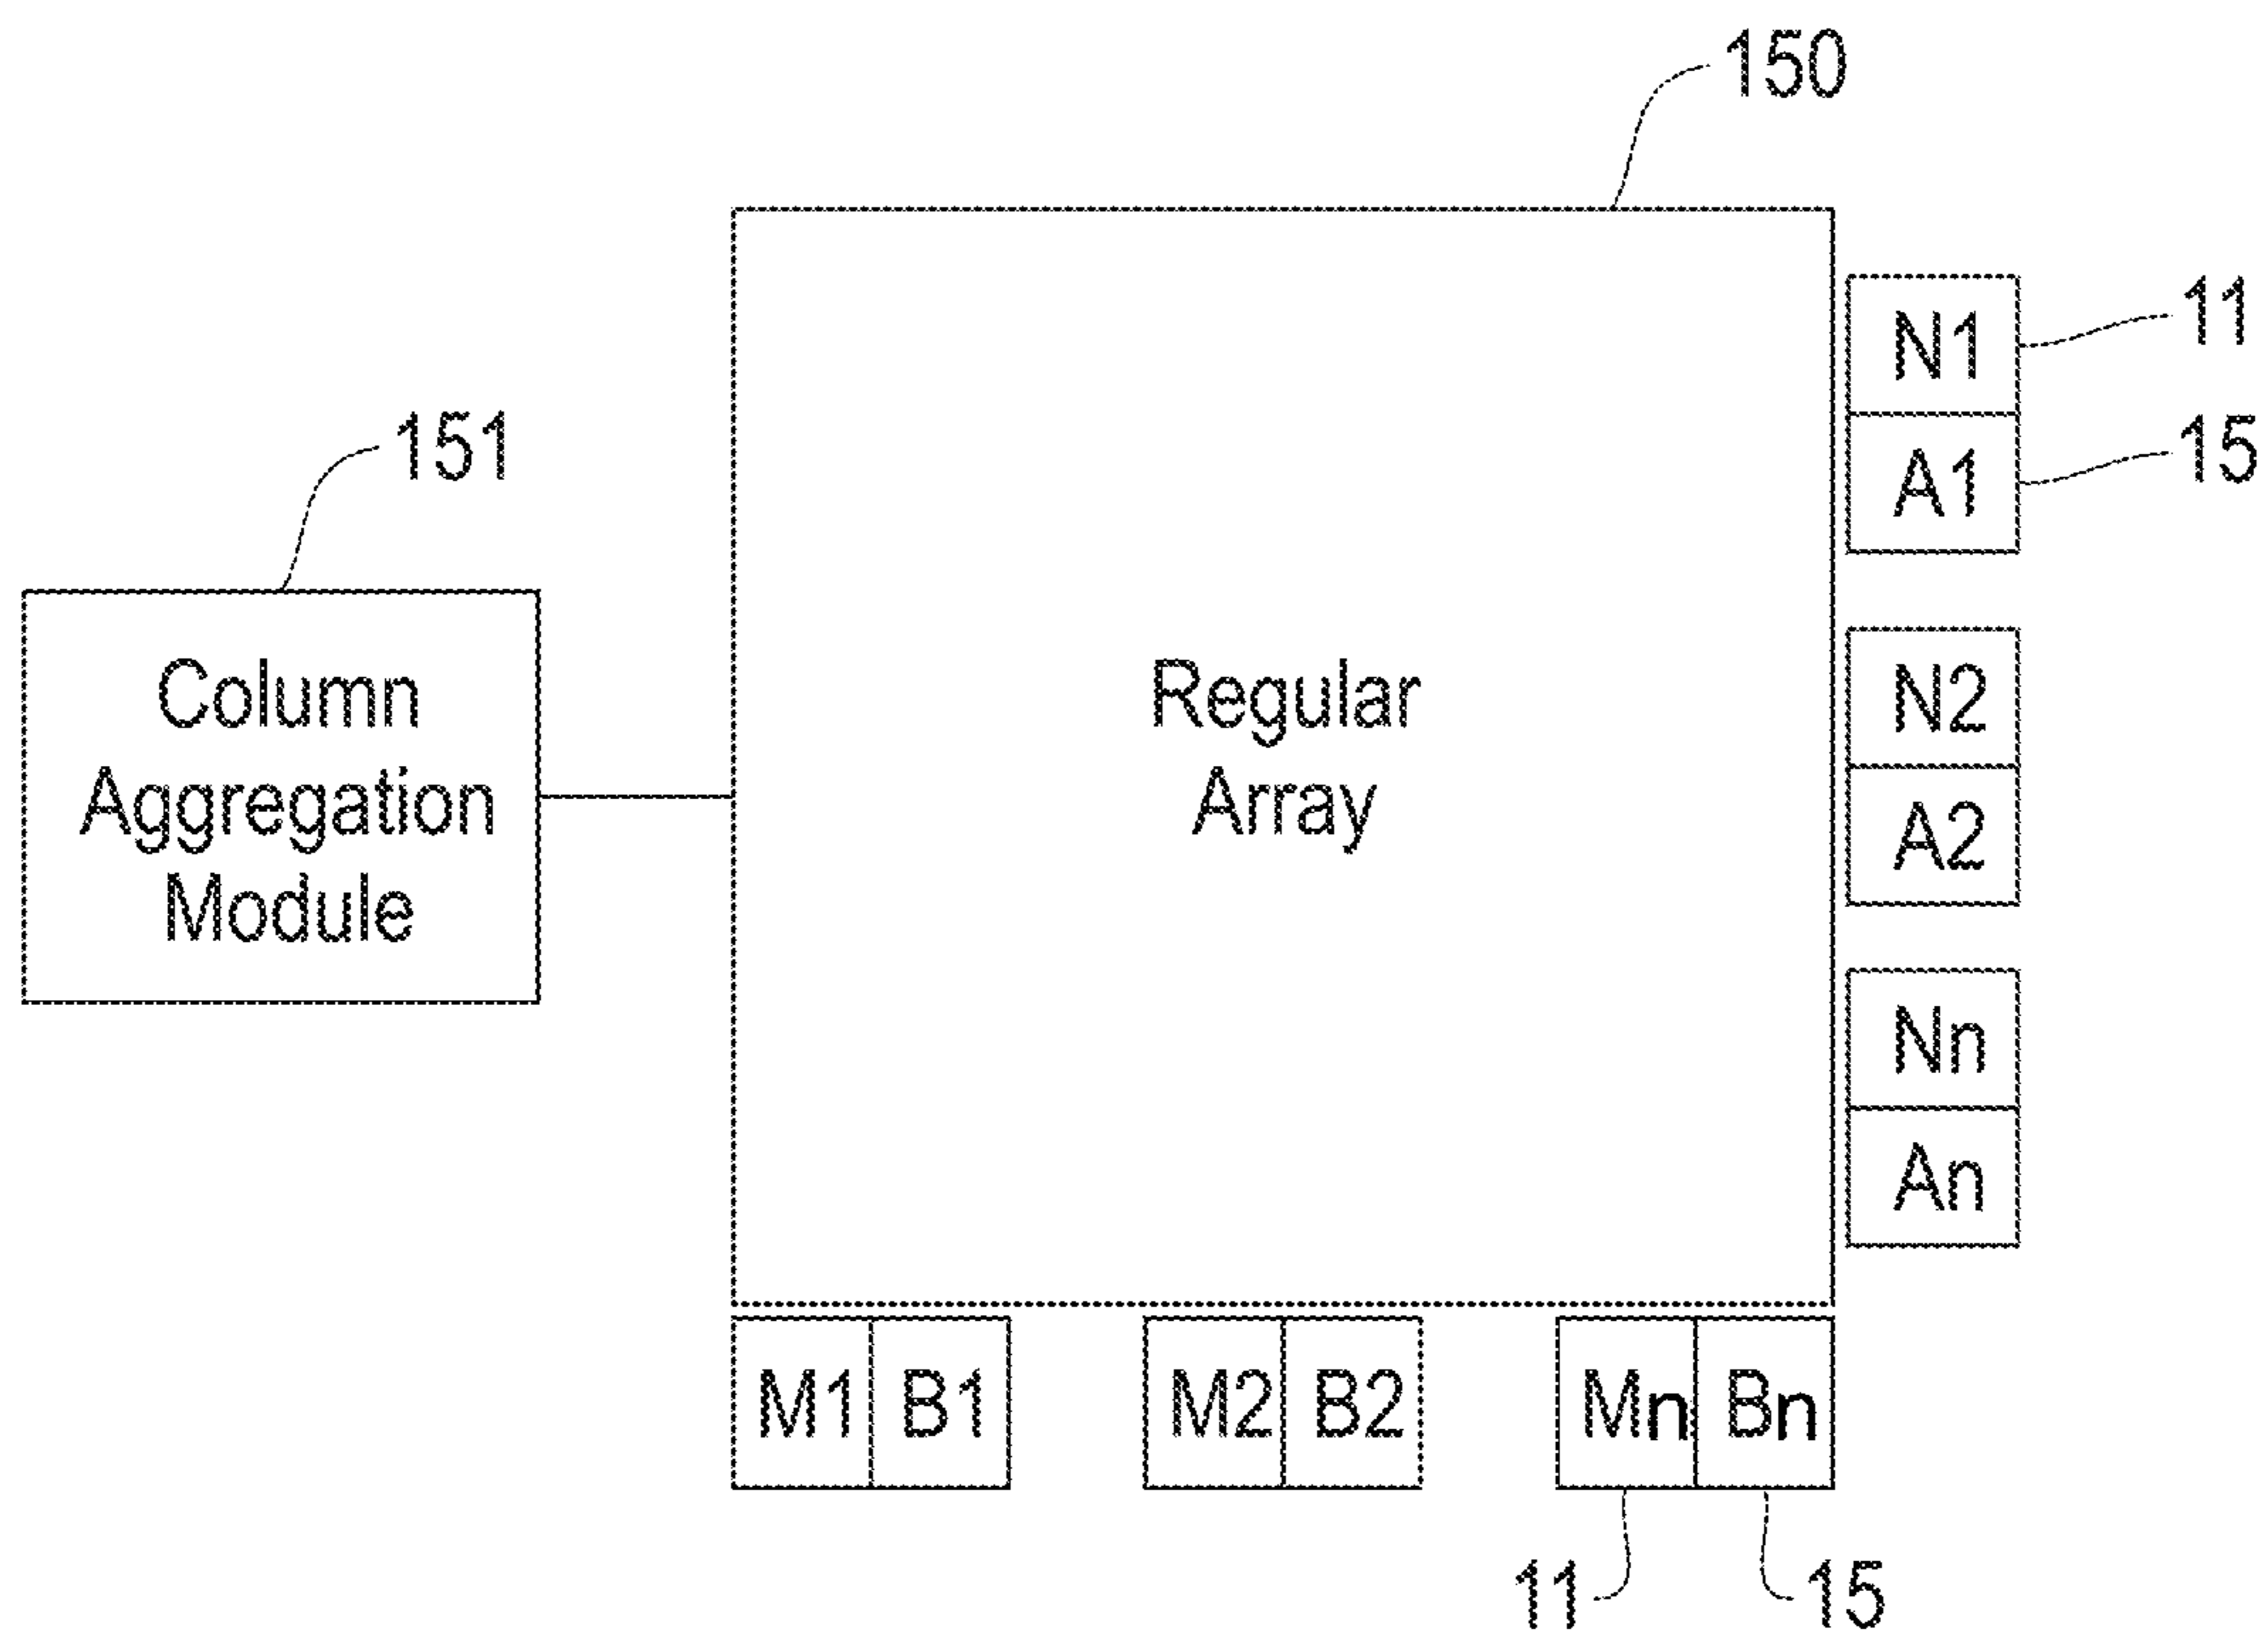 150
11
N1
151
15
A1
Column
Aggregation
Module
Regular
Array
N2
A2
Nn
An
M1 B1 M2 B2 Mn Bn
11 15